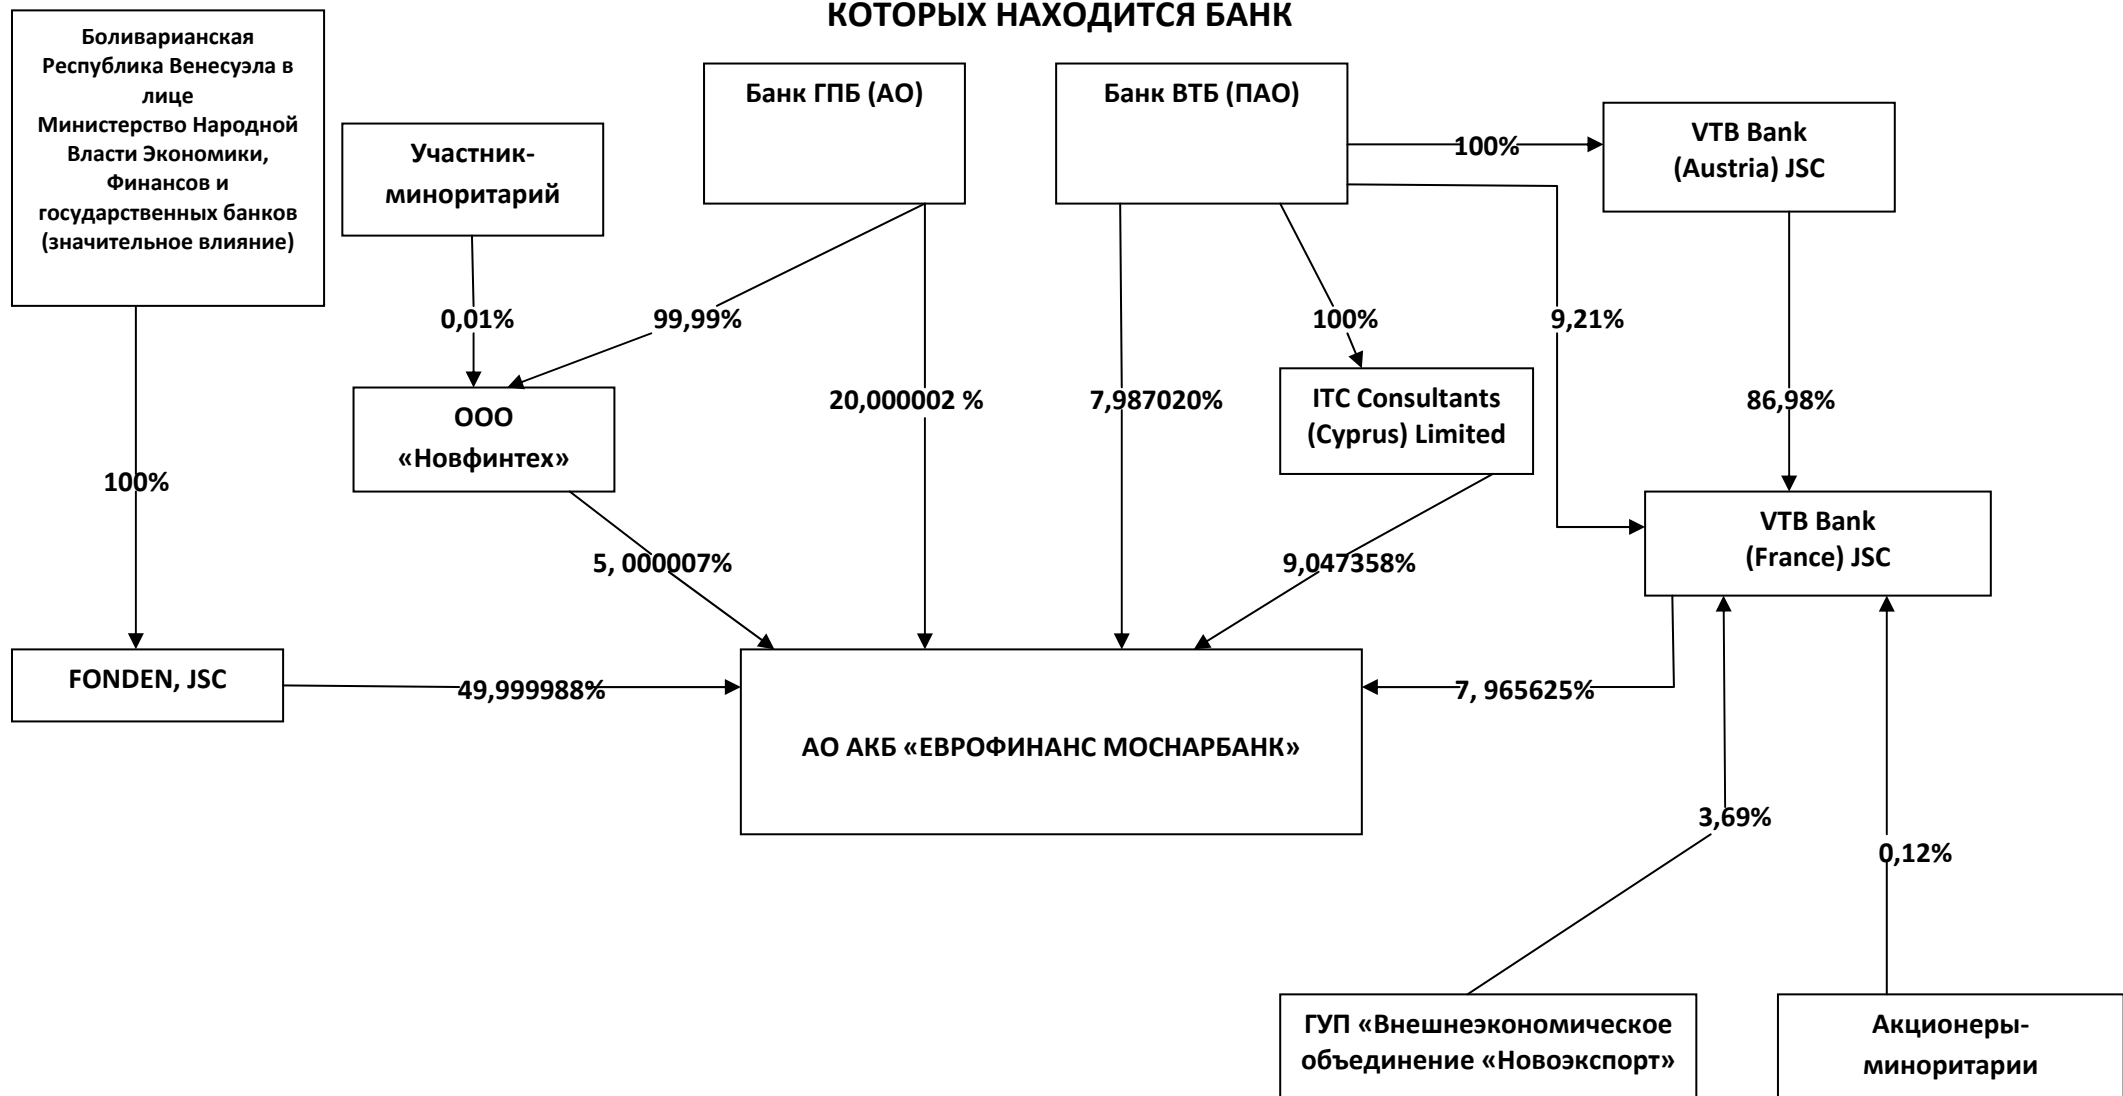 КОТОРЫХ НАХОДИТСЯ БАНК
Боливарианская
Республика Венесуэла в
лице
Министерство Народной
Власти Экономики,
Финансов и
государственных банков
(значительное влияние)
Участник-
миноритарий
Банк ГПБ (АО)
Банк ВТБ (ПАО)
100%
VTB Bank
(Austria) JSC
0,01%
99,99%
100%
9,21%
ООО
«Новфинтех»
20,000002 %
7,987020%
ITC Consultants
(Cyprus) Limited
86,98%
100%
VTB Bank
(France) JSC
5, 000007%
9,047358%
FONDEN, JSC
49,999988%
7, 965625%
АО АКБ «ЕВРОФИНАНС МОСНАРБАНК»
3,69%
0,12%
ГУП «Внешнеэкономическое
объединение «Новоэкспорт»
Акционеры-
миноритарии